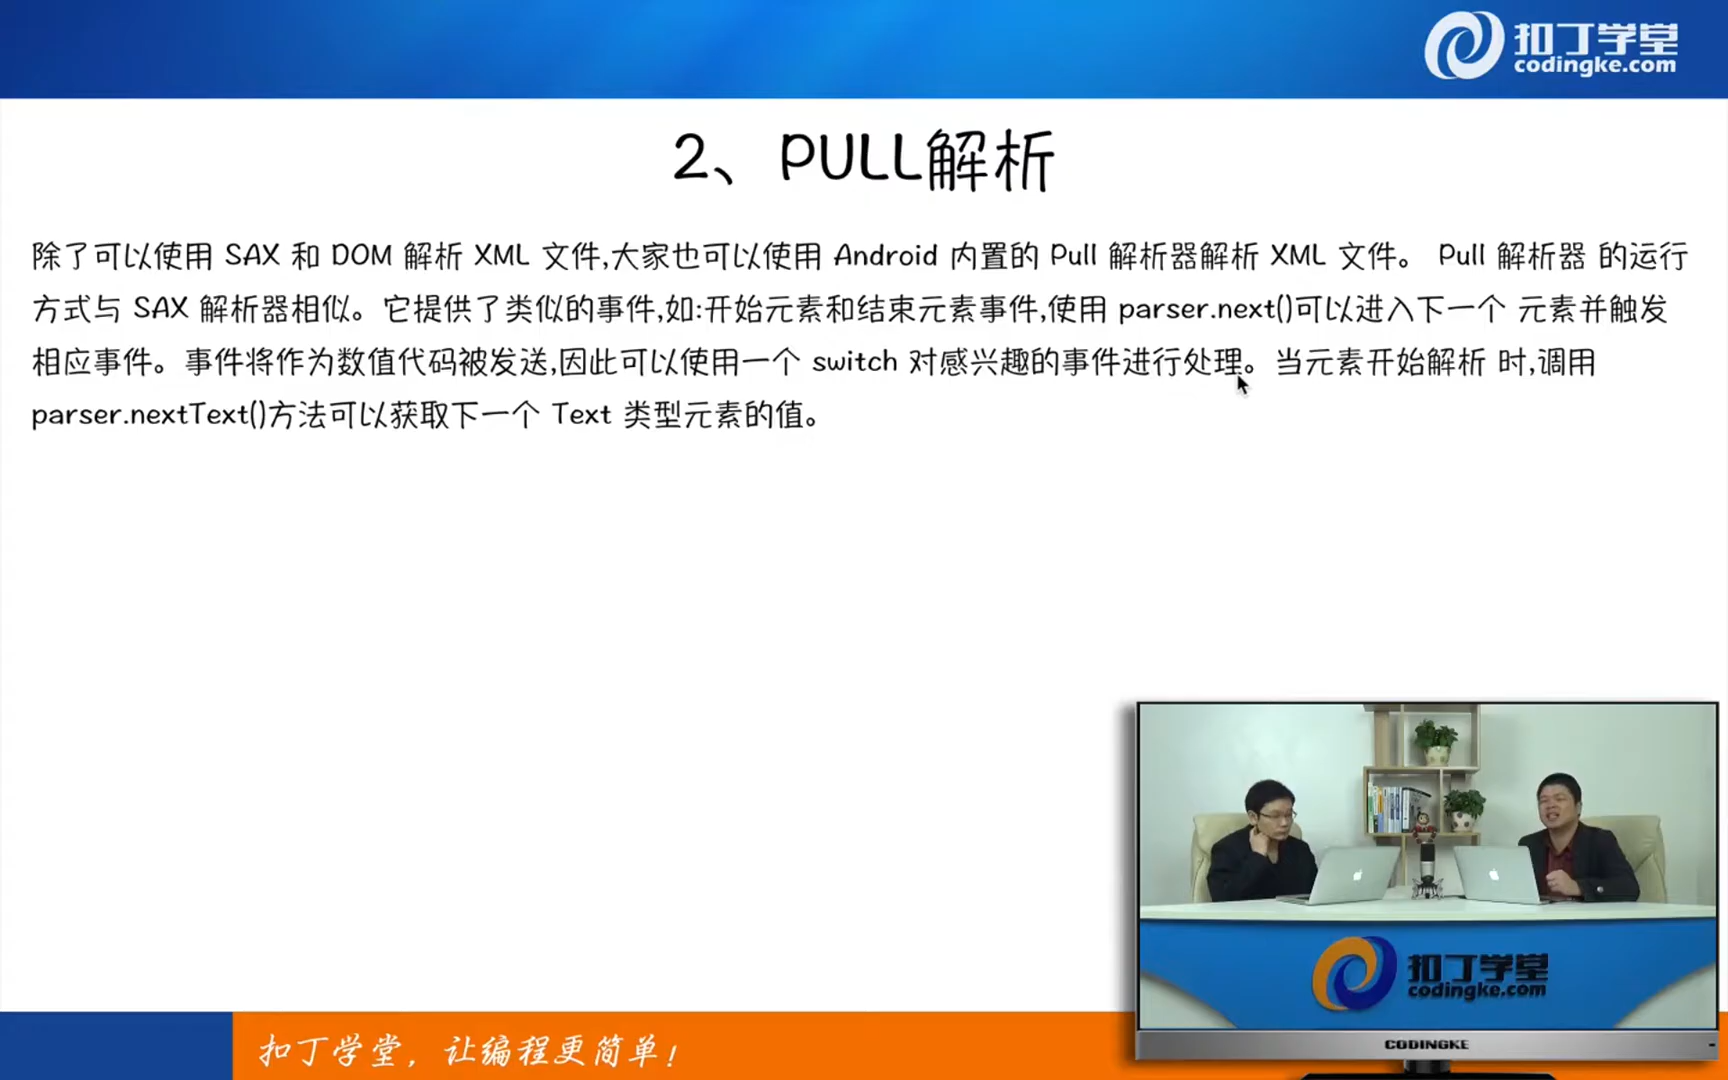 扣丁学堂
codingke.com
2、PULL解析
除了可以使用 SAX 和 DOM 解析 XML 文件,大家也可以使用 Android 内置的 Pull 解析器解析 XML 文件。 Pull 解析器 的运行
方式与 SAX 解析器相似。它提供了类似的事件,如:开始元素和结束元素事件,使用 parser.next()可以进入下一个 元素并触发
相应事件。事件将作为数值代码被发送,因此可以使用一个 switch 对感兴趣的事件进行处理。当元素开始解析 时,调用
parser.nextText()方法可以获取下一个 Text 类型元素的值。
扣丁学堂
codingke.com
CODINGKE
扣丁学堂，让编程更简单！